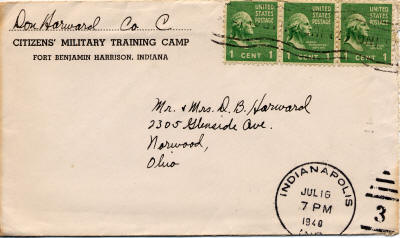 Don Harward Co. C
CITIZENS' MILITARY TRAINING CAMP
FORT BENJAMIN HARRISON, INDIANA
UNITED STATES POSTAGE
1 CENT 1
UNITED STATES POSTAGE
1 CENT 1
UNITED STATES POSTAGE
1 CENT 1
Mr. & Mrs. D. B. Harward
2305 Glenside Ave.
Norwood,
Ohio
INDIANAPOLIS
JUL 16
7 PM
1940
IND.
3